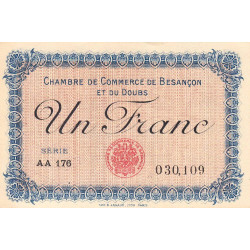 CHAMBRE DE COMMERCE DE BESANÇON
ET DU DOUBS
Un Franc
SÉRIE
AA 176
030,109